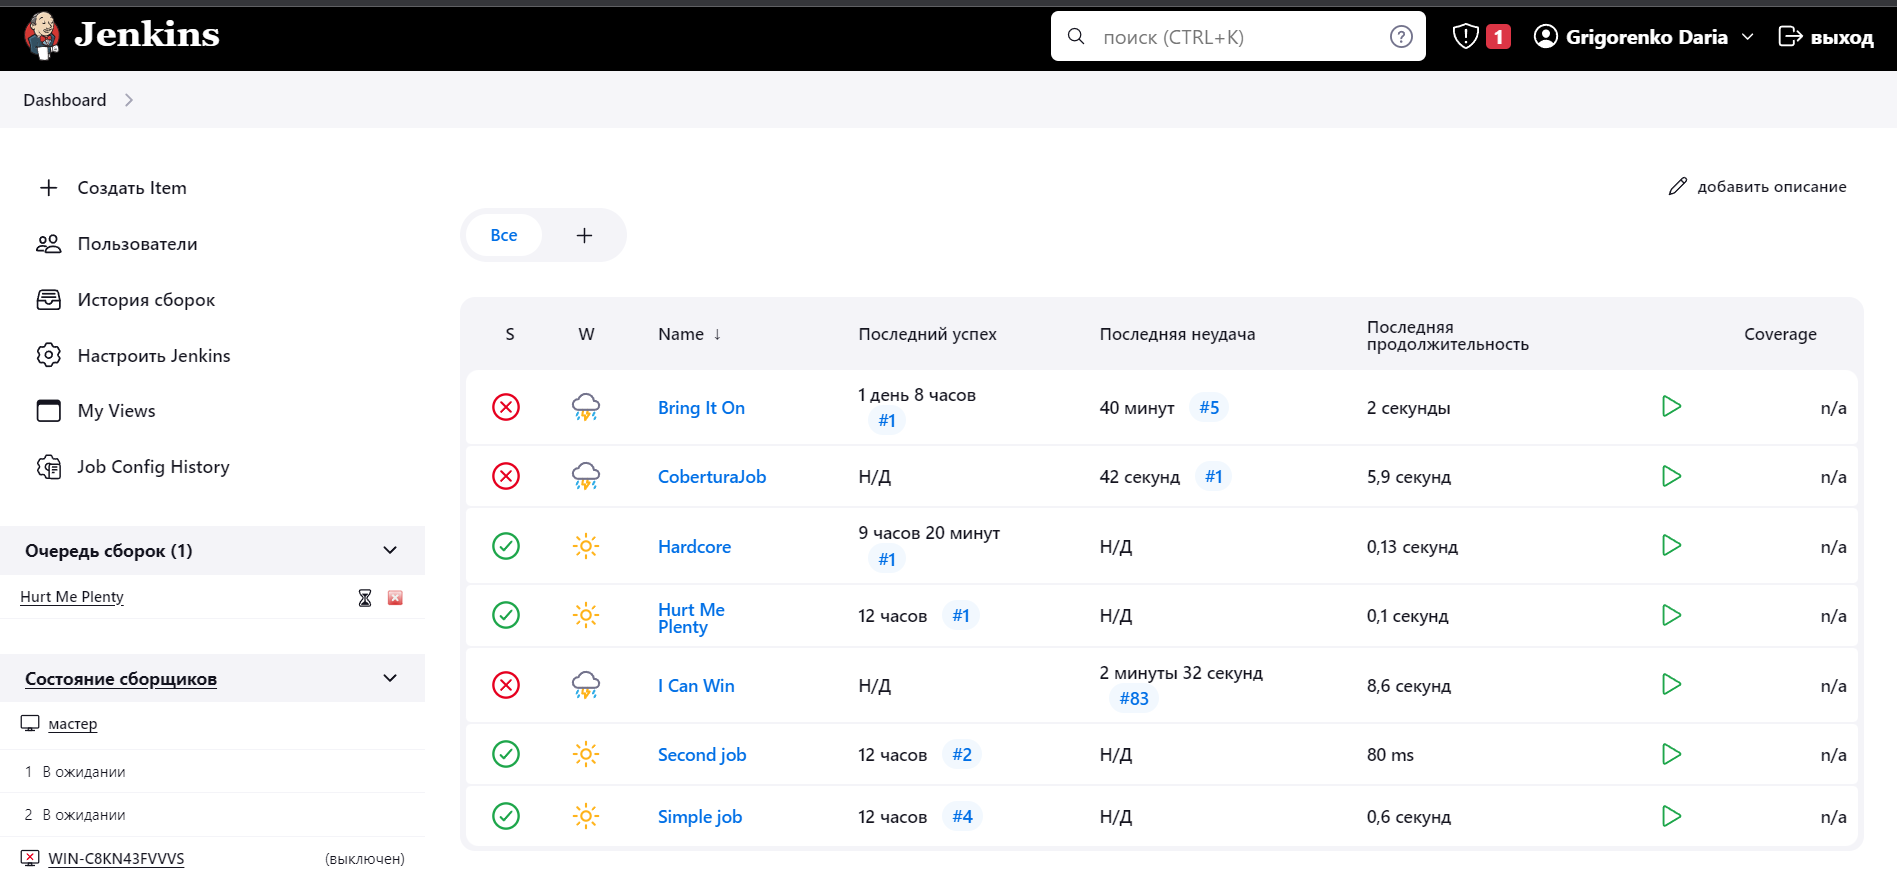 Jenkins
поиск (CTRL+K)
1
Grigorenko Daria
выход
Dashboard
Создать Item
Пользователи
История сборок
Настроить Jenkins
My Views
Job Config History
Очередь сборок (1)
Hurt Me Plenty
Состояние сборщиков
мастер
1 В ожидании
2 В ожидании
WIN-C8KN43FVVVS (выключен)
добавить описание
Все
S W Name ↓ Последний успех Последняя неудача Последняя продолжительность Coverage
Bring It On 1 день 8 часов #1 40 минут #5 2 секунды n/a
CoberturaJob Н/Д 42 секунд #1 5,9 секунд n/a
Hardcore 9 часов 20 минут #1 Н/Д 0,13 секунд n/a
Hurt Me Plenty 12 часов #1 Н/Д 0,1 секунд n/a
I Can Win Н/Д 2 минуты 32 секунд #83 8,6 секунд n/a
Second job 12 часов #2 Н/Д 80 ms n/a
Simple job 12 часов #4 Н/Д 0,6 секунд n/a